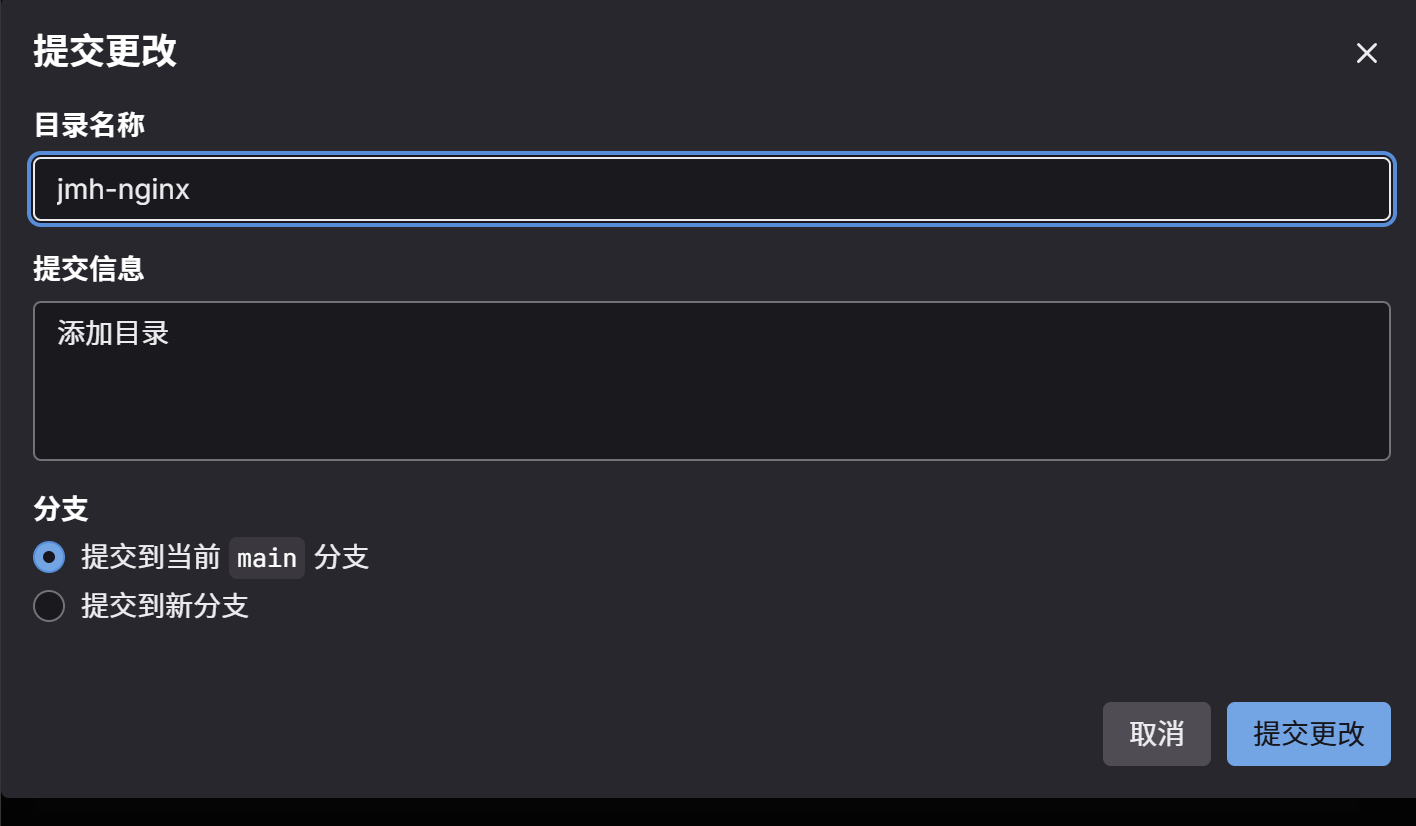 提交更改
目录名称
jmh-nginx
提交信息
添加目录
分支
提交到当前 main 分支
提交到新分支
取消
提交更改